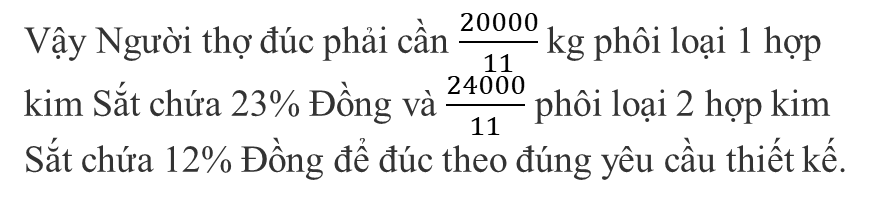 Vậy Người thợ đúc phải cần 20000/11 kg phôi loại 1 hợp
kim Sắt chứa 23% Đồng và 24000/11 phôi loại 2 hợp kim
Sắt chứa 12% Đồng để đúc theo đúng yêu cầu thiết kế.